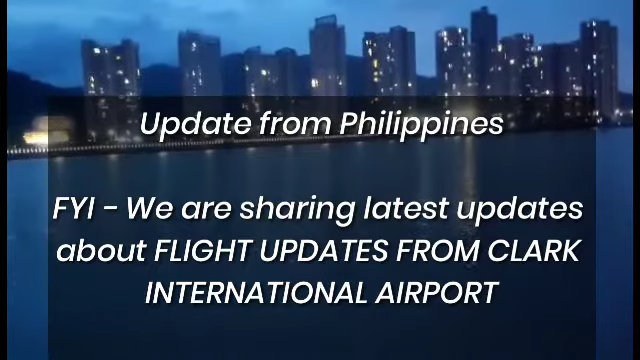 Update from Philippines
FYI - We are sharing latest updates
about FLIGHT UPDATES FROM CLARK
INTERNATIONAL AIRPORT